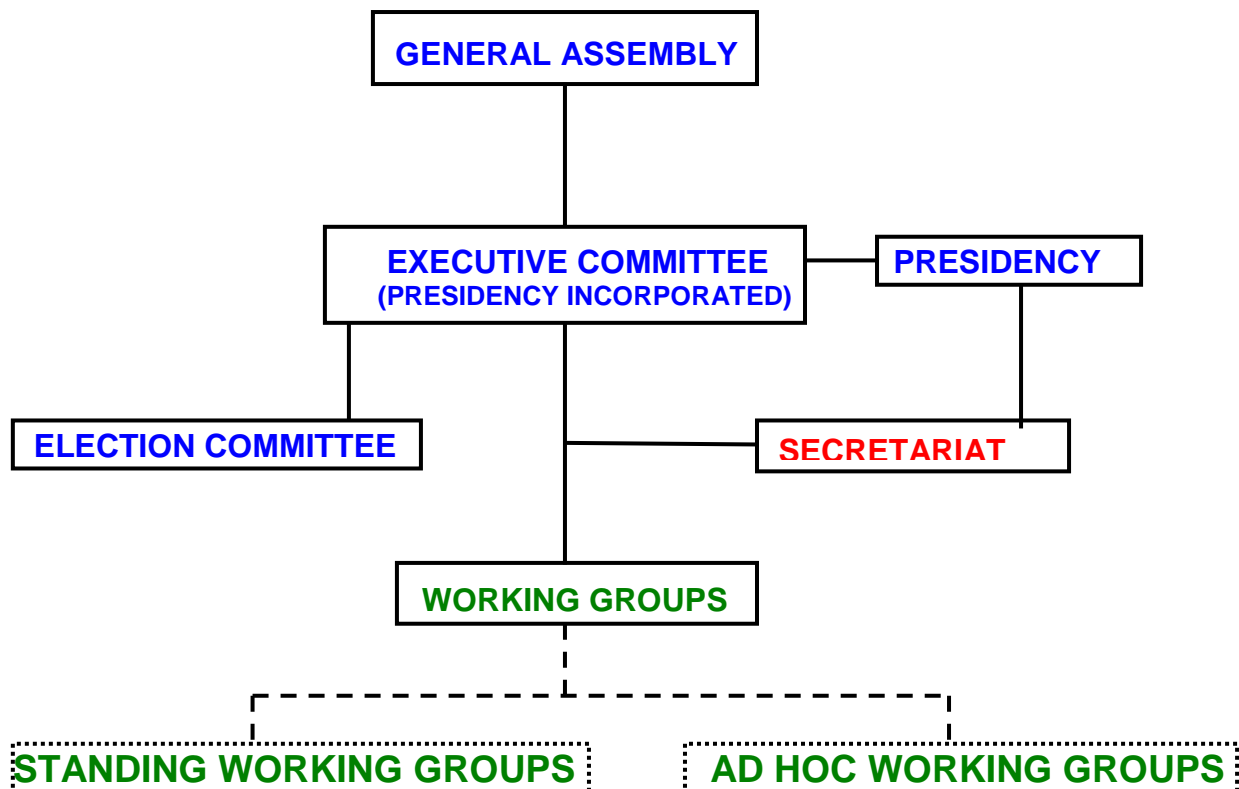 GENERAL ASSEMBLY
EXECUTIVE COMMITTEE
(PRESIDENCY INCORPORATED)
PRESIDENCY
ELECTION COMMITTEE
SECRETARIAT
WORKING GROUPS
STANDING WORKING GROUPS
AD HOC WORKING GROUPS